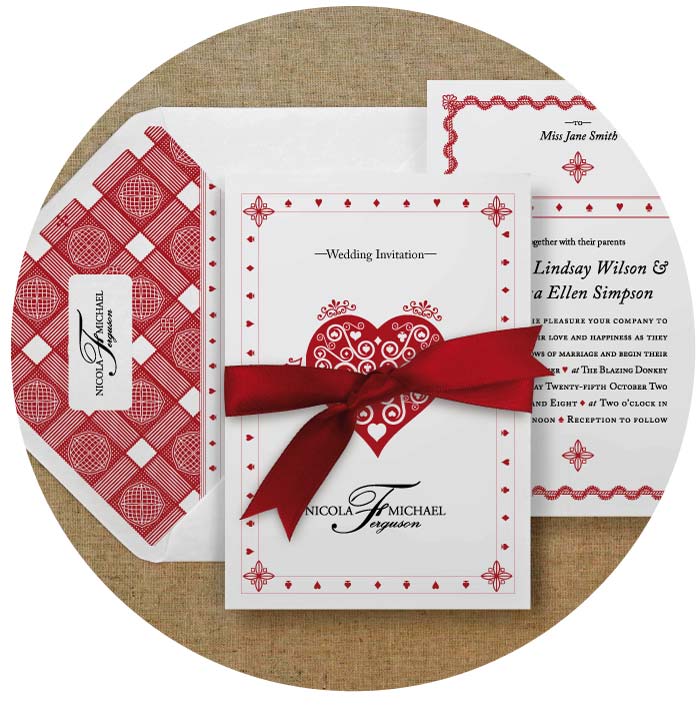 NICOLA F MICHAEL
Ferguson
—Wedding Invitation—
NICOLA F MICHAEL
Ferguson
—TO—
Miss Jane Smith
together with their parents
Lindsay Wilson &
Ellen Simpson
PLEASURE YOUR COMPANY TO
LOVE AND HAPPINESS AS THEY
OF MARRIAGE AND BEGIN THEIR
♥ at THE BLAZING DONKEY
TWENTY-FIFTH OCTOBER TWO
AND EIGHT ♦ at TWO O'CLOCK IN
NOON ♠ RECEPTION TO FOLLOW